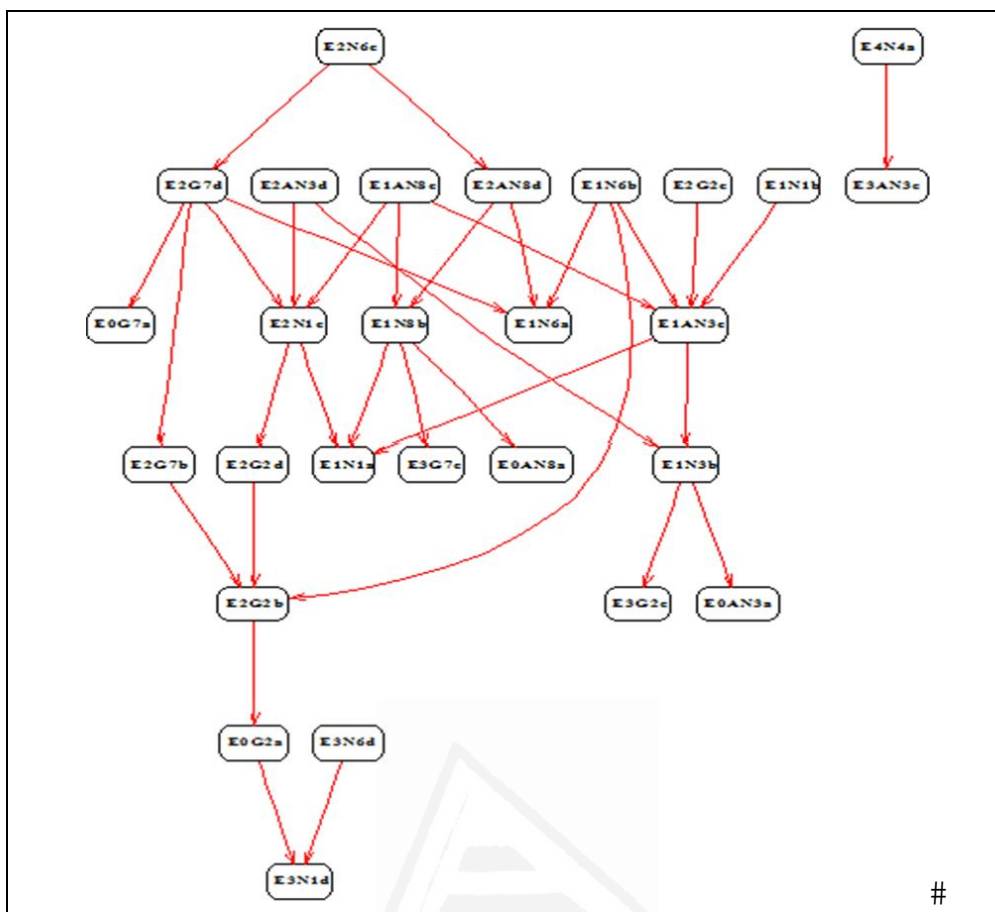 E2N6c E4N4a
E2G7d E2AN3d E1AN8c E2AN8d E1N6b E2G2c E1N1b E3AN3c
E0G7a E2N1c E1N8b E1N6a E1AN3c
E2G7b E2G2d E1N1a E3G7c E0AN8a E1N3b
E2G2b E3G2c E0AN3a
E0G2a E3N6d
E3N1d
#